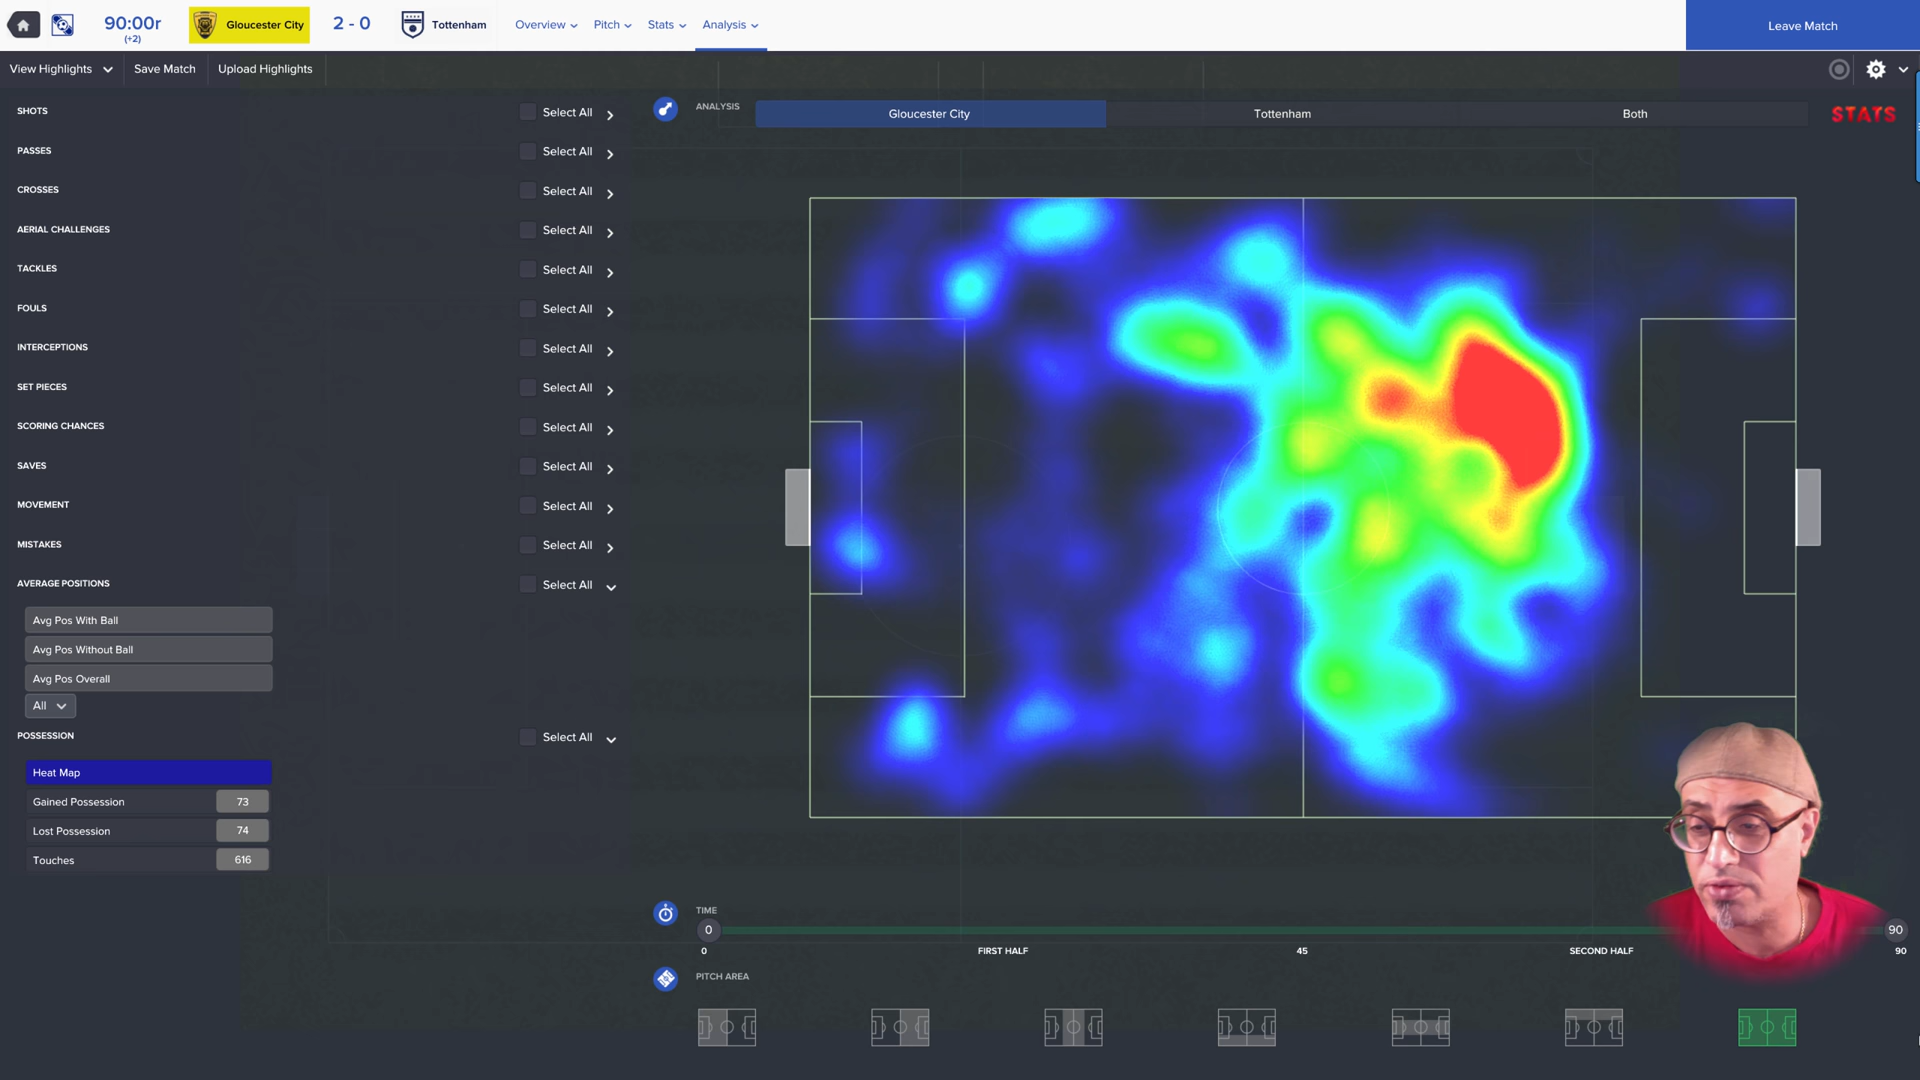 90:00r
(+2)
Gloucester City
2 - 0
Tottenham
Overview
Pitch
Stats
Analysis
Leave Match
View Highlights
Save Match
Upload Highlights
SHOTS
Select All
PASSES
Select All
CROSSES
Select All
AERIAL CHALLENGES
Select All
TACKLES
Select All
FOULS
Select All
INTERCEPTIONS
Select All
SET PIECES
Select All
SCORING CHANCES
Select All
SAVES
Select All
MOVEMENT
Select All
MISTAKES
Select All
AVERAGE POSITIONS
Select All
Avg Pos With Ball
Avg Pos Without Ball
Avg Pos Overall
All
POSSESSION
Select All
Heat Map
Gained Possession
73
Lost Possession
74
Touches
616
ANALYSIS
Gloucester City
Tottenham
Both
STATS
TIME
0
90
0
FIRST HALF
45
SECOND HALF
90
PITCH AREA